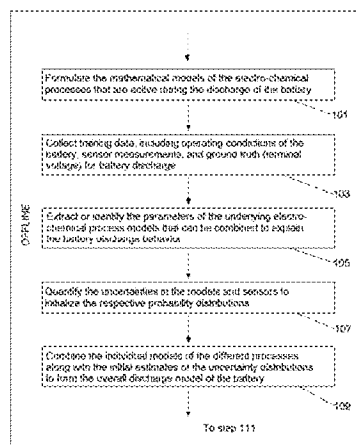 Formulate the mathematical models of the electro-chemical
processes that are active during the discharge of the battery
101
Collect training data, including operating conditions of the
battery, sensor measurements, and ground truth (terminal
voltage) for battery discharge
103
Extract or identify the parameters of the underlying electro-
chemical process models that can be combined to explain
the battery discharge behavior
105
OFFLINE
Quantify the uncertainties of the models and sensors to
initialize the respective probability distributions
107
Combine the individual models of the different processes
along with the initial estimates of the uncertainty distributions
to form the overall discharge model of the battery
109
To step 111